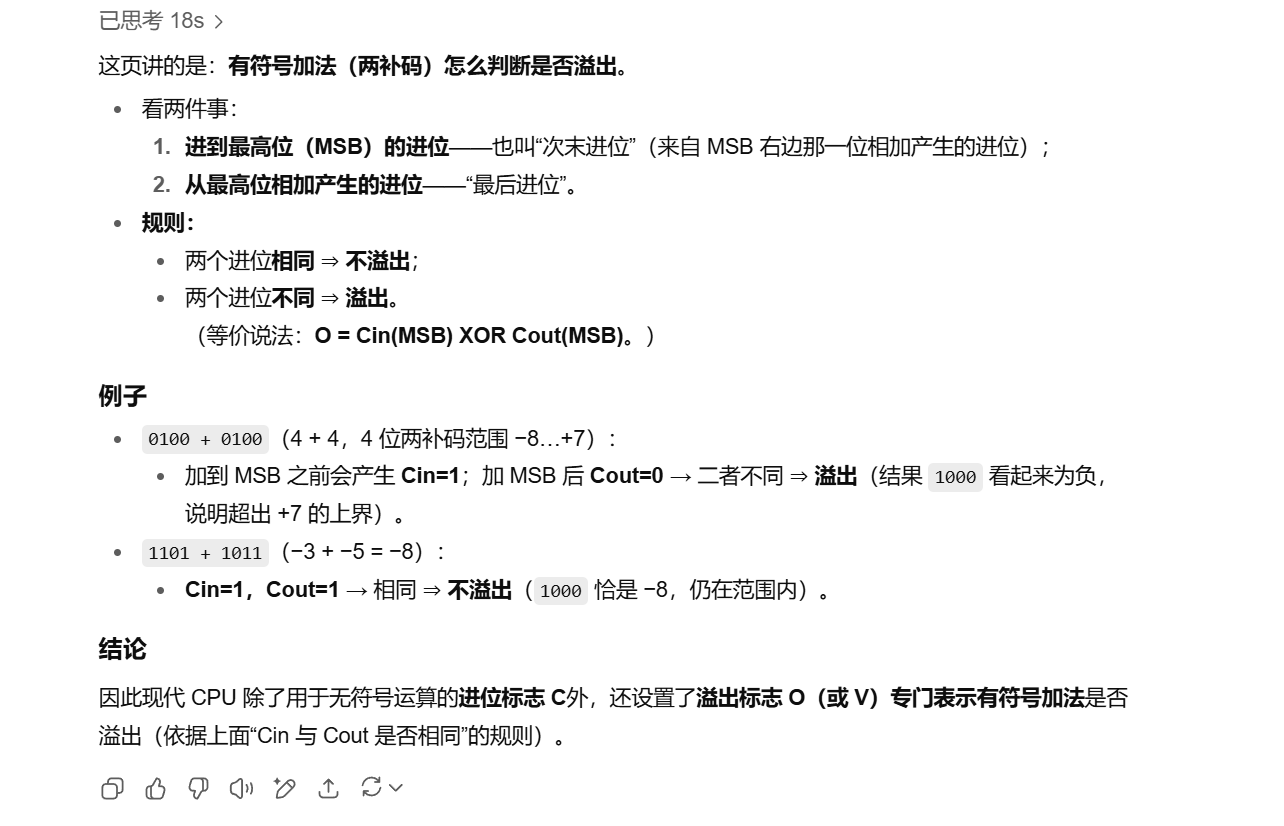 已思考 18s >
这页讲的是：有符号加法（两补码）怎么判断是否溢出。
• 看两件事：
1. 进到最高位（MSB）的进位——也叫“次末进位”（来自 MSB 右边那一位相加产生的进位）；
2. 从最高位相加产生的进位——“最后进位”。
• 规则：
• 两个进位相同 ⇒ 不溢出；
• 两个进位不同 ⇒ 溢出。
（等价说法：O = Cin(MSB) XOR Cout(MSB)。）
例子
• 0100 + 0100（4 + 4，4 位两补码范围 −8…+7）：
• 加到 MSB 之前会产生 Cin=1；加 MSB 后 Cout=0 → 二者不同 ⇒ 溢出（结果 1000 看起来为负，
说明超出 +7 的上界）。
• 1101 + 1011（−3 + −5 = −8）：
• Cin=1，Cout=1 → 相同 ⇒ 不溢出（1000 恰是 −8，仍在范围内）。
结论
因此现代 CPU 除了用于无符号运算的进位标志 C外，还设置了溢出标志 O（或 V）专门表示有符号加法是否
溢出（依据上面“Cin 与 Cout 是否相同”的规则）。